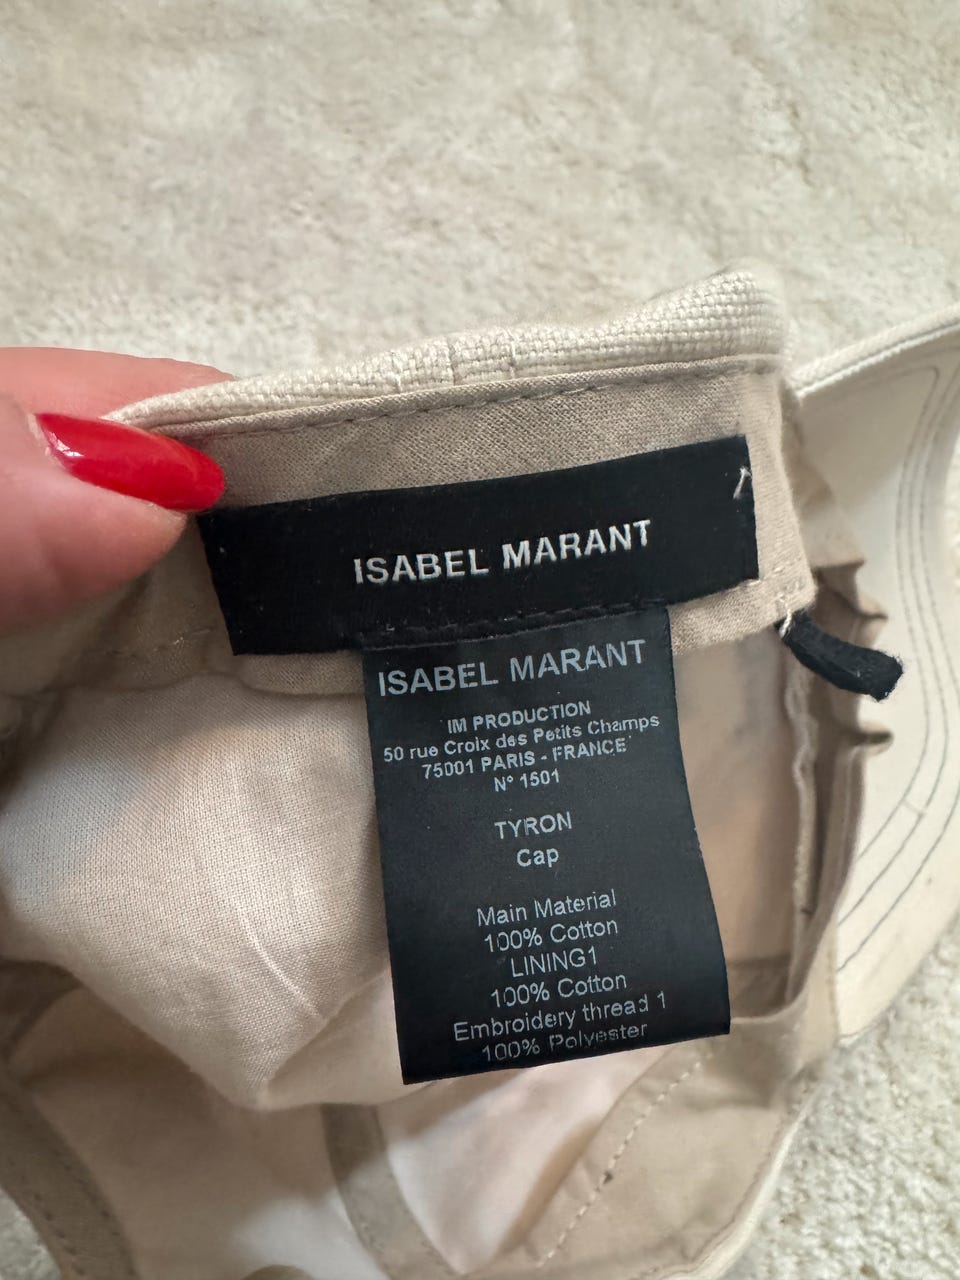 ISABEL MARANT
ISABEL MARANT
IM PRODUCTION
50 rue Croix des Petits Champs
75001 PARIS - FRANCE
N° 1501
TYRON
Cap
Main Material
100% Cotton
LINING1
100% Cotton
Embroidery thread 1
100% Polyester